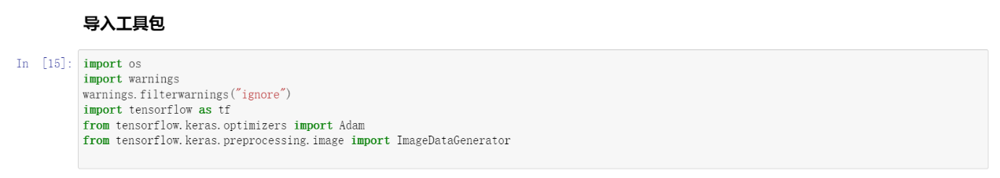 导入工具包
In [15]:
import os
import warnings
warnings.filterwarnings("ignore")
import tensorflow as tf
from tensorflow.keras.optimizers import Adam
from tensorflow.keras.preprocessing.image import ImageDataGenerator